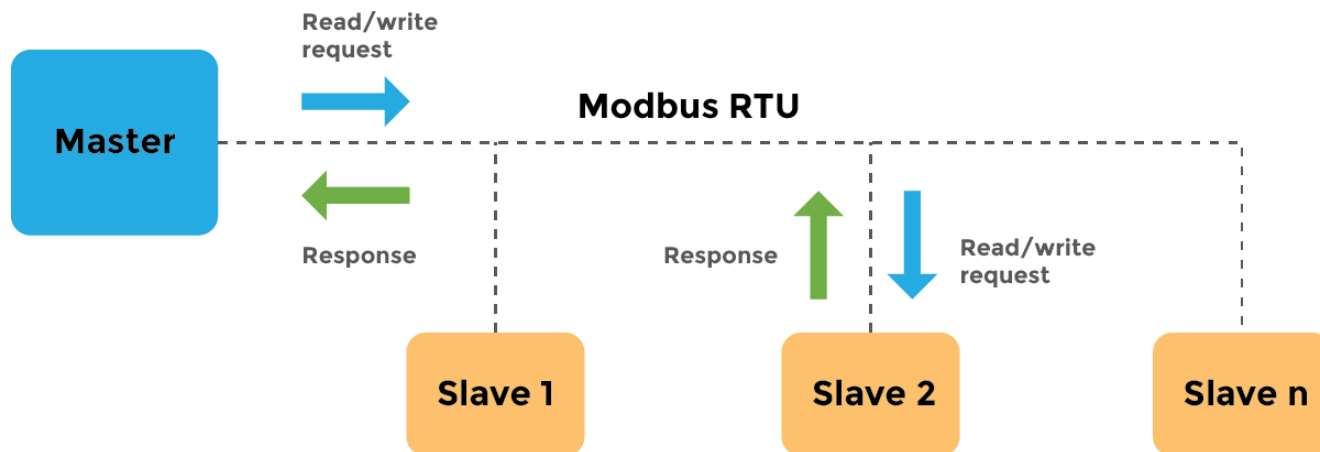 Read/write
request
Modbus RTU
Master
Response
Response
Read/write
request
Slave 1
Slave 2
Slave n